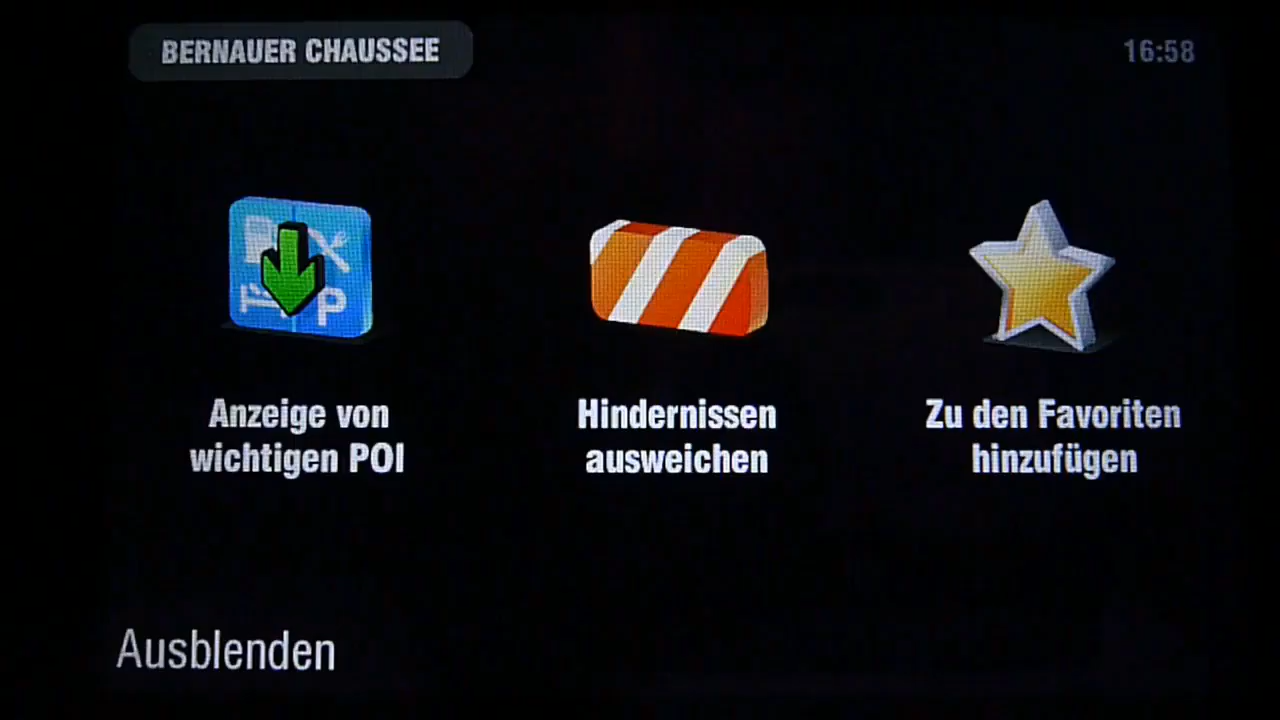 BERNAUER CHAUSSEE
16:58
P
Anzeige von
wichtigen POI
Hindernissen
ausweichen
Zu den Favoriten
hinzufügen
Ausblenden